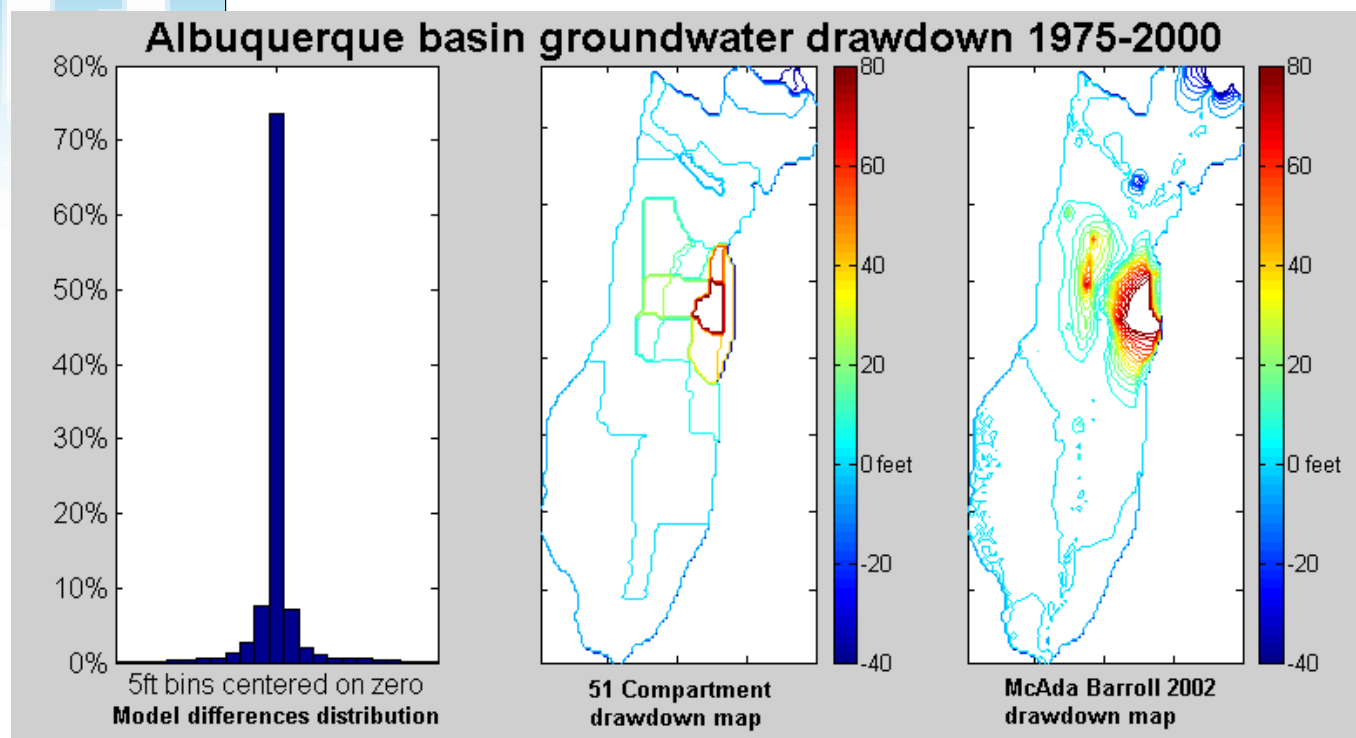 Albuquerque basin groundwater drawdown 1975-2000
80%
70%
60%
50%
40%
30%
20%
10%
0%
5ft bins centered on zero
Model differences distribution
80
60
40
20
0 feet
-20
-40
51 Compartment
drawdown map
80
60
40
20
0 feet
-20
-40
McAda Barroll 2002
drawdown map